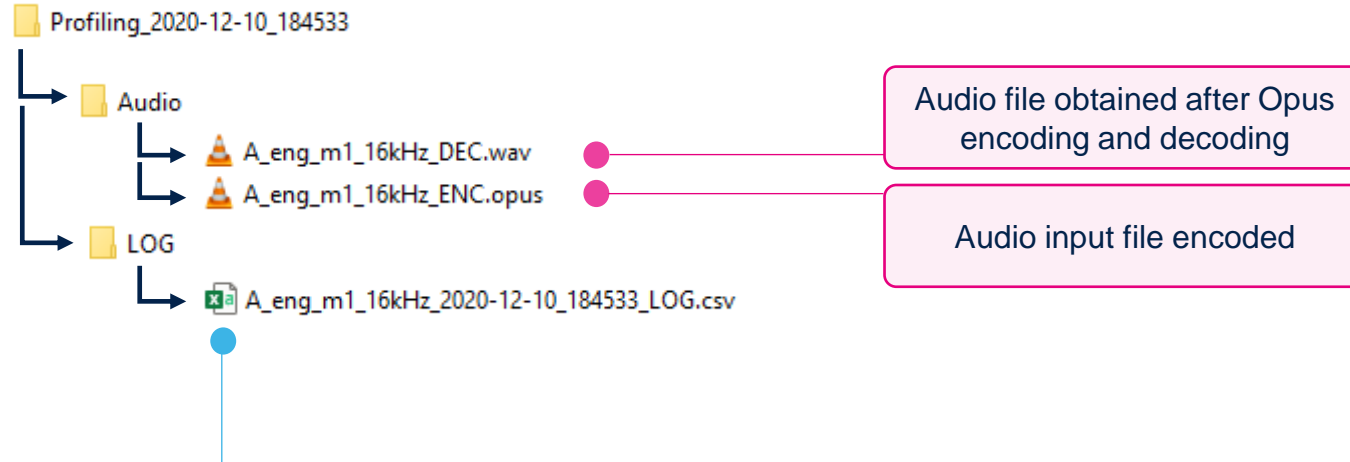 Profiling_2020-12-10_184533
Audio
A_eng_m1_16kHz_DEC.wav
A_eng_m1_16kHz_ENC.opus
LOG
A_eng_m1_16kHz_2020-12-10_184533_LOG.csv
Audio file obtained after Opus
encoding and decoding
Audio input file encoded